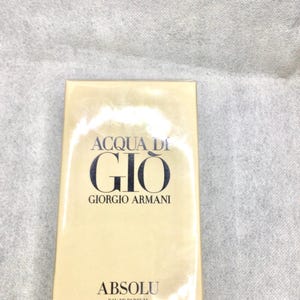 ACQUA DI
GIÒ
GIORGIO ARMANI
ABSOLU